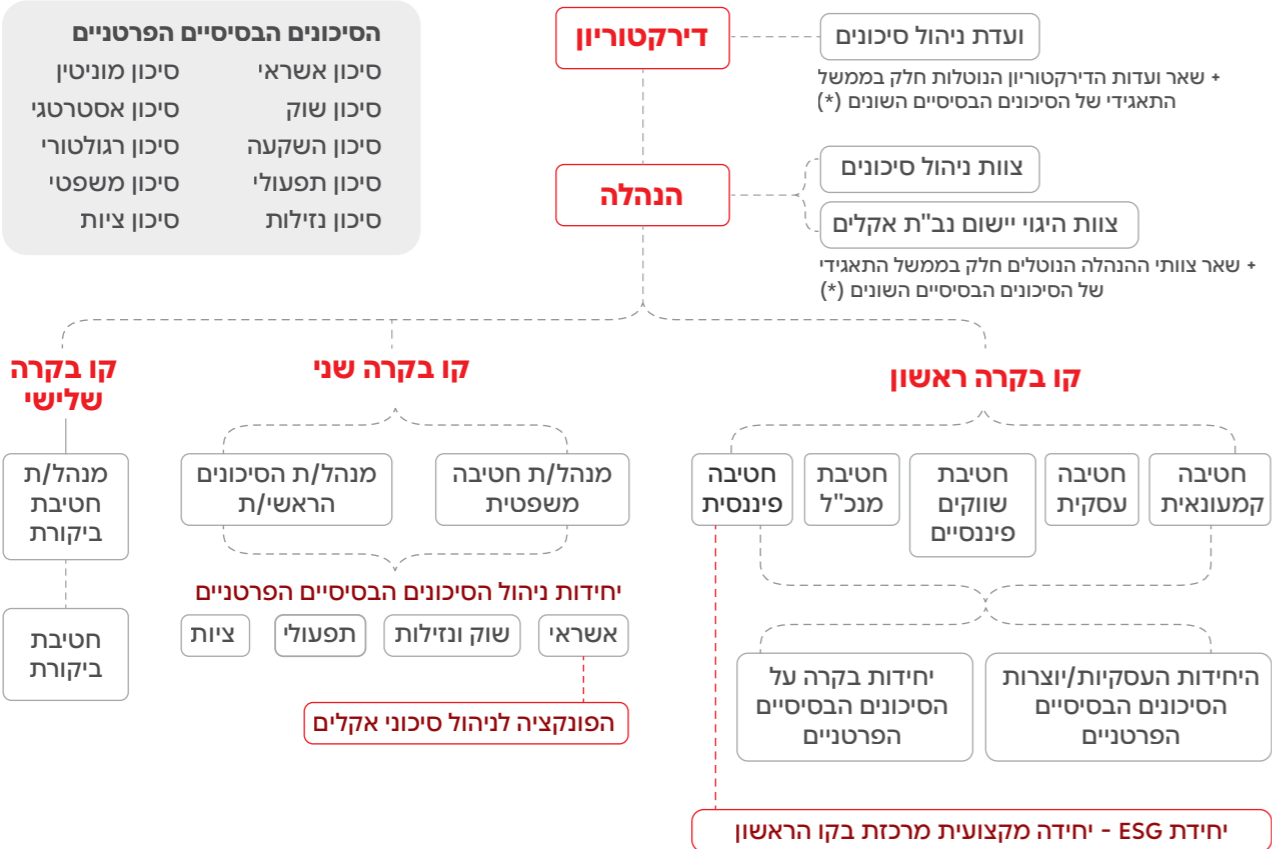 דירקטוריון
ועדת ניהול סיכונים
+ שאר ועדות הדירקטוריון הנוטלות חלק בממשל
התאגידי של הסיכונים הבסיסיים השונים (*)
הסיכונים הבסיסיים הפרטניים
סיכון אשראי
סיכון מוניטין
סיכון שוק
סיכון אסטרטגי
סיכון השקעה
סיכון רגולטורי
סיכון תפעולי
סיכון משפטי
סיכון נזילות
סיכון ציות
הנהלה
צוות ניהול סיכונים
צוות היגוי יישום נב"ת אקלים
+ שאר צוותי ההנהלה הנוטלים חלק בממשל התאגידי
של הסיכונים הבסיסיים השונים (*)
קו בקרה ראשון
חטיבה
קמעונאית
חטיבה
עסקית
חטיבת
שווקים
פיננסיים
חטיבת
מנכ"ל
חטיבה
פיננסית
היחידות העסקיות/יוצרות
הסיכונים הבסיסיים
הפרטניים
יחידות בקרה על
הסיכונים הבסיסיים
הפרטניים
יחידת ESG - יחידה מקצועית מרכזת בקו הראשון
קו בקרה שני
מנהל/ת חטיבה
משפטית
מנהל/ת הסיכונים
הראשי/ת
יחידות ניהול הסיכונים הבסיסיים הפרטניים
אשראי
שוק ונזילות
תפעולי
ציות
הפונקציה לניהול סיכוני אקלים
קו בקרה
שלישי
מנהל/ת
חטיבת
ביקורת
חטיבת
ביקורת